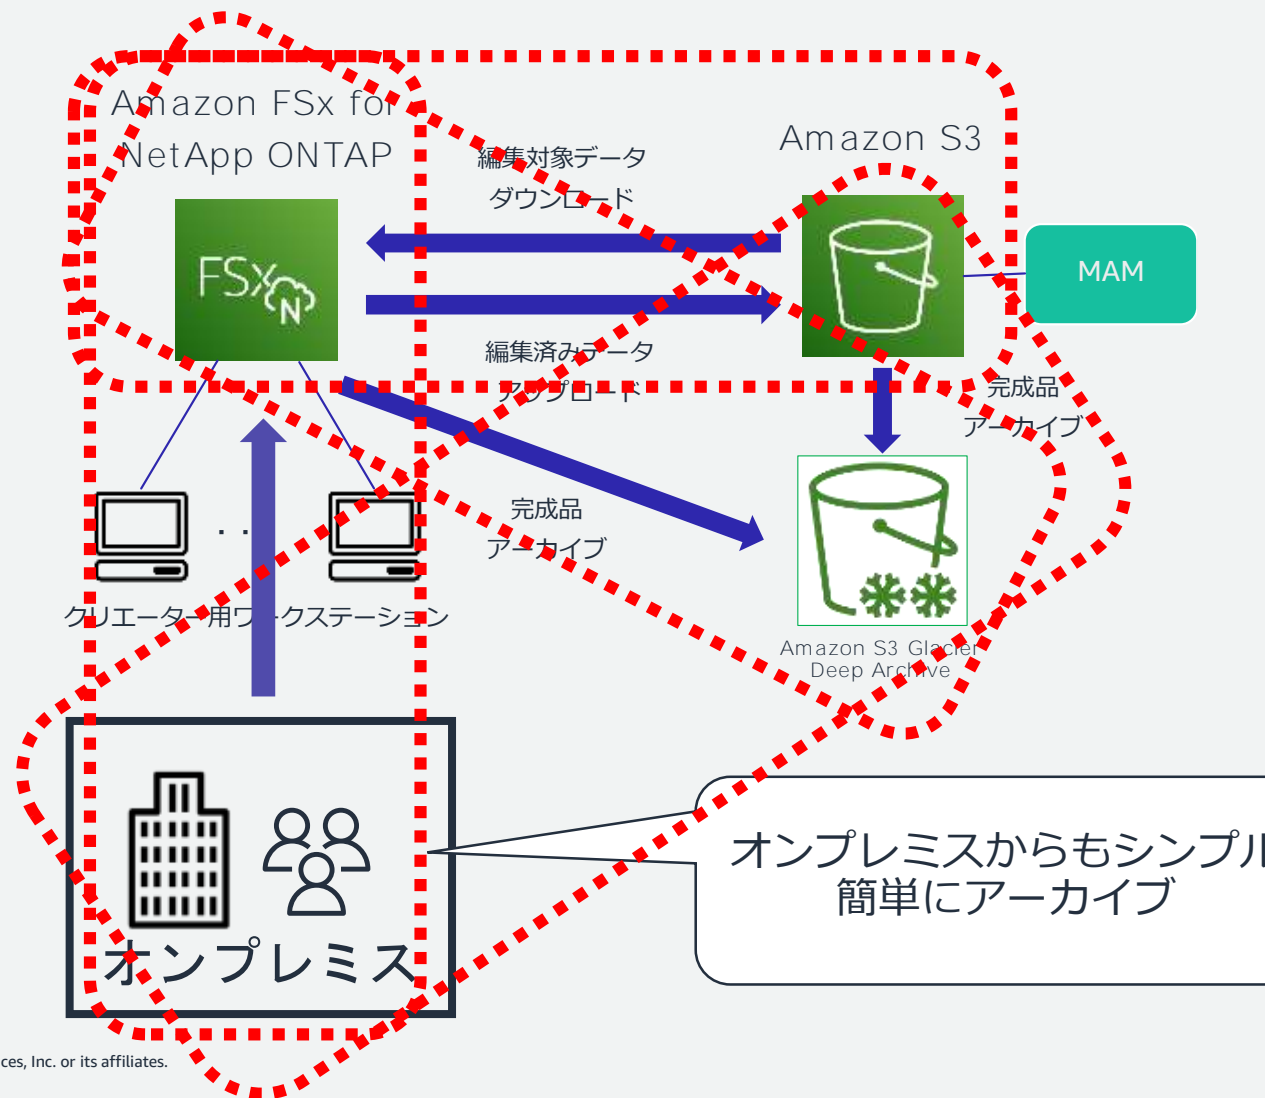 Amazon FSx for
NetApp ONTAP
Amazon S3
編集対象データ
ダウンロード
FSx
N
MAM
編集済みデータ
アップロード
完成品
アーカイブ
完成品
アーカイブ
クリエーター用ワークステーション
Amazon S3 Glacier
Deep Archive
オンプレミスからもシンプル
簡単にアーカイブ
オンプレミス
ces, Inc. or its affiliates.